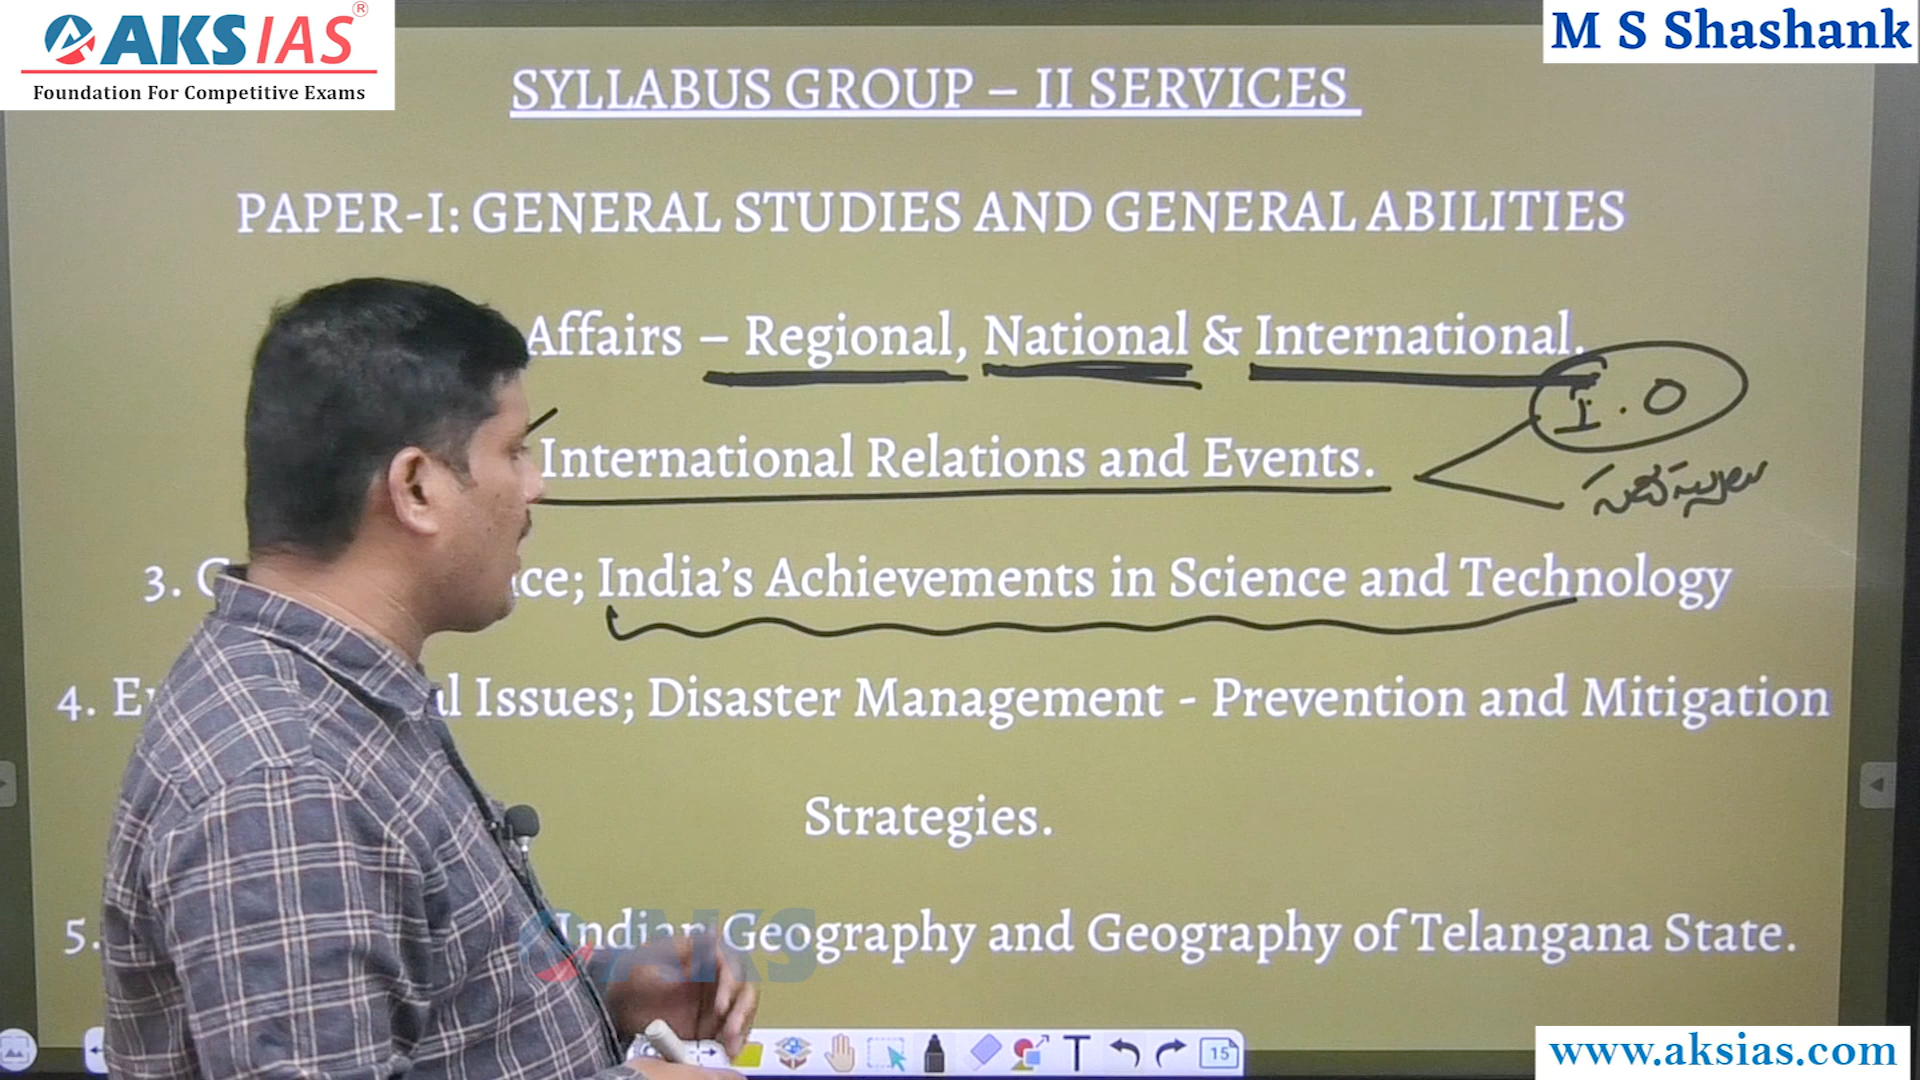 AKS IAS®
Foundation For Competitive Exams
M S Shashank
SYLLABUS GROUP – II SERVICES
PAPER-I: GENERAL STUDIES AND GENERAL ABILITIES
Affairs – Regional, National & International.
I.O
International Relations and Events.
సదస్సులు
3. ce; India's Achievements in Science and Technology
4. l Issues; Disaster Management - Prevention and Mitigation
Strategies.
5. Indian Geography and Geography of Telangana State.
AKS
T
15
www.aksias.com